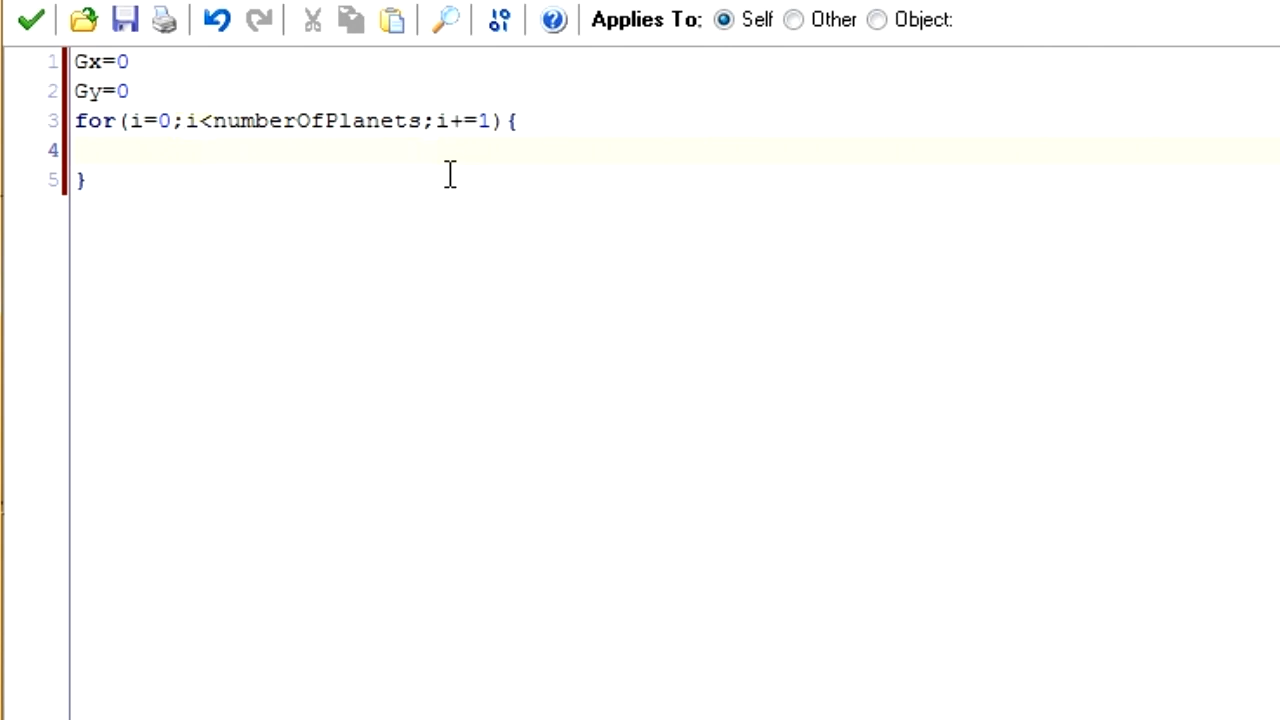 Applies To: Self Other Object:
1 Gx=0
2 Gy=0
3 for(i=0;i<numberOfPlanets;i+=1){
4
5 }